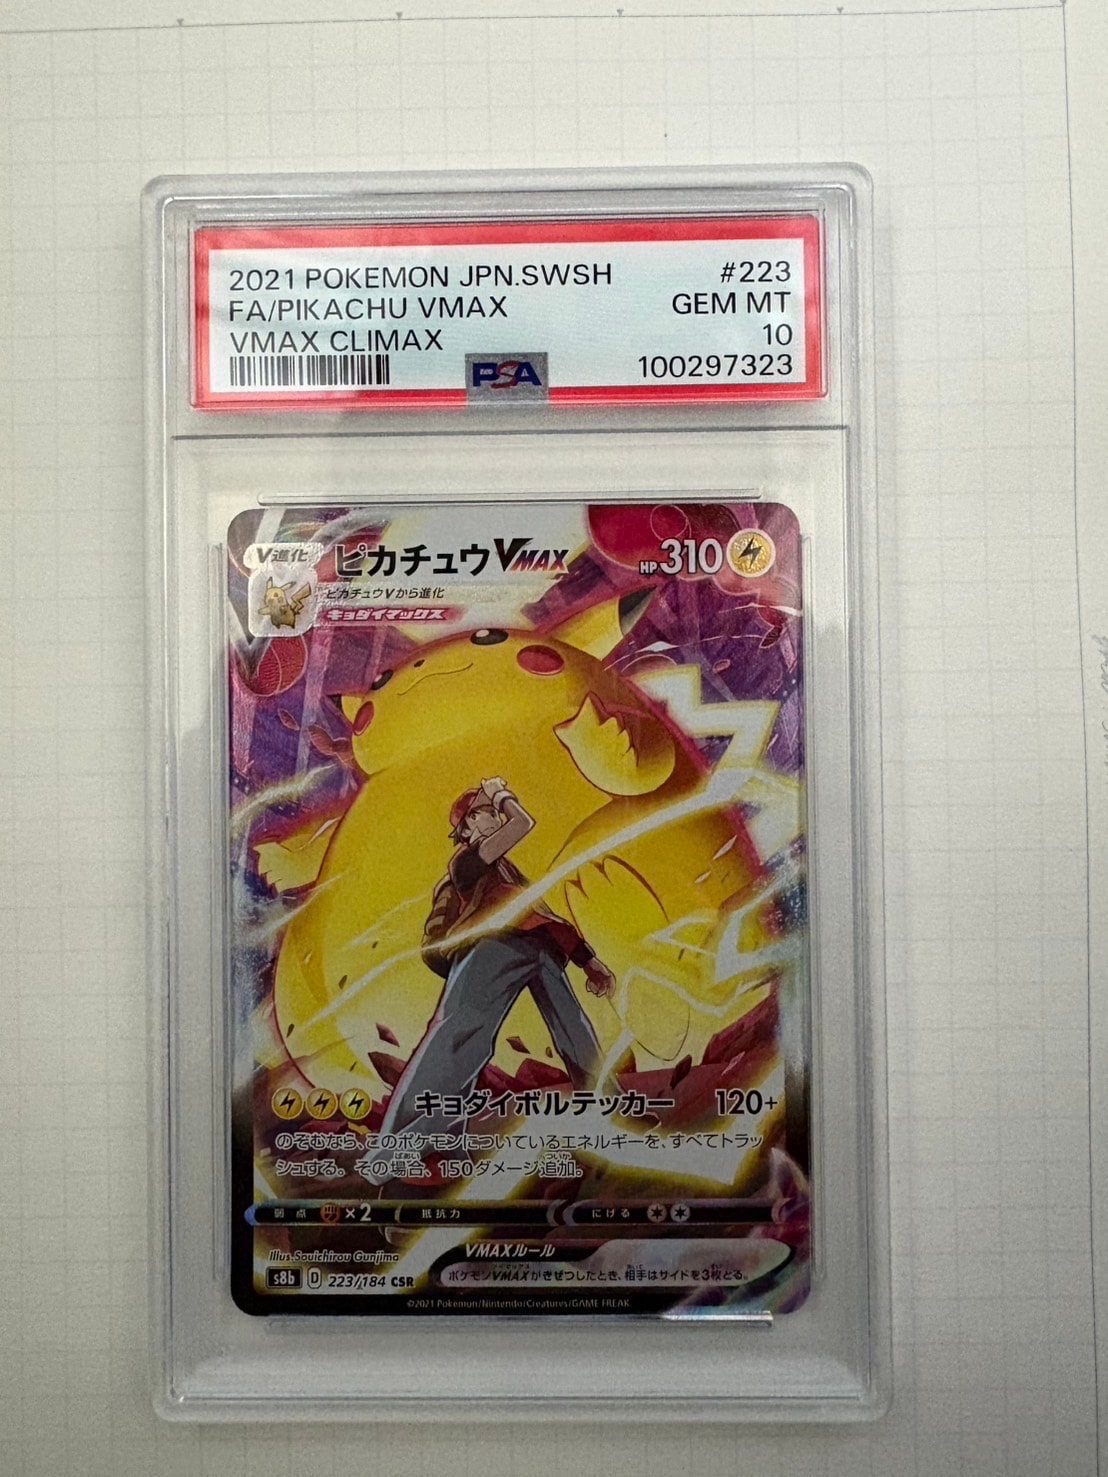 2021 POKEMON JPN.SWSH #223
FA/PIKACHU VMAX GEM MT
VMAX CLIMAX 10
PSA 100297323
V進化 ピカチュウVMAX HP310
ピカチュウVから進化
キョダイマックス
キョダイボルテッカー 120+
のぞむなら、このポケモンについているエネルギーを、すべてトラッ
シュする。その場合、150ダメージ追加。
弱点 ×2 抵抗力 にげる
Illus.Souichirou Gunjima VMAXルール
s8b D 223/184 CSR ポケモンVMAXがきぜつしたとき、相手はサイドを3枚とる。
©2021 Pokémon/Nintendo/Creatures/GAME FREAK